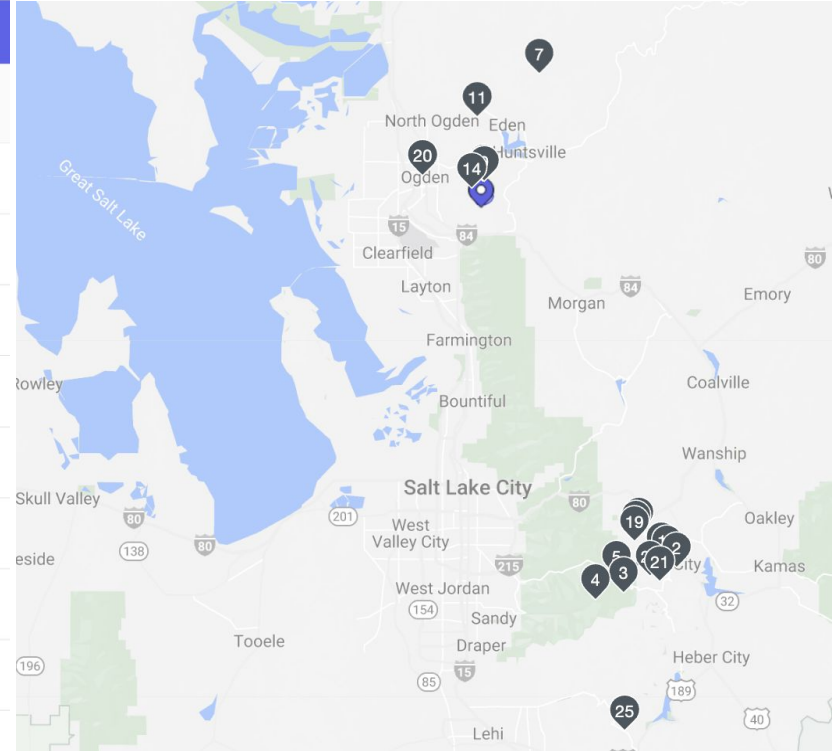 7
11
North Ogden
Eden
20
14
Huntsville
Ogden
Great Salt Lake
15
84
Clearfield
80
Layton
84
Emory
Morgan
Farmington
Rowley
Coalville
Bountiful
Wanship
Salt Lake City
Skull Valley
80
80
201
19
Oakley
West
Valley City
138
80
5
2
21
City
215
4
3
Kamas
West Jordan
154
32
Sandy
Tooele
Draper
Heber City
196
15
85
189
25
40
Lehi